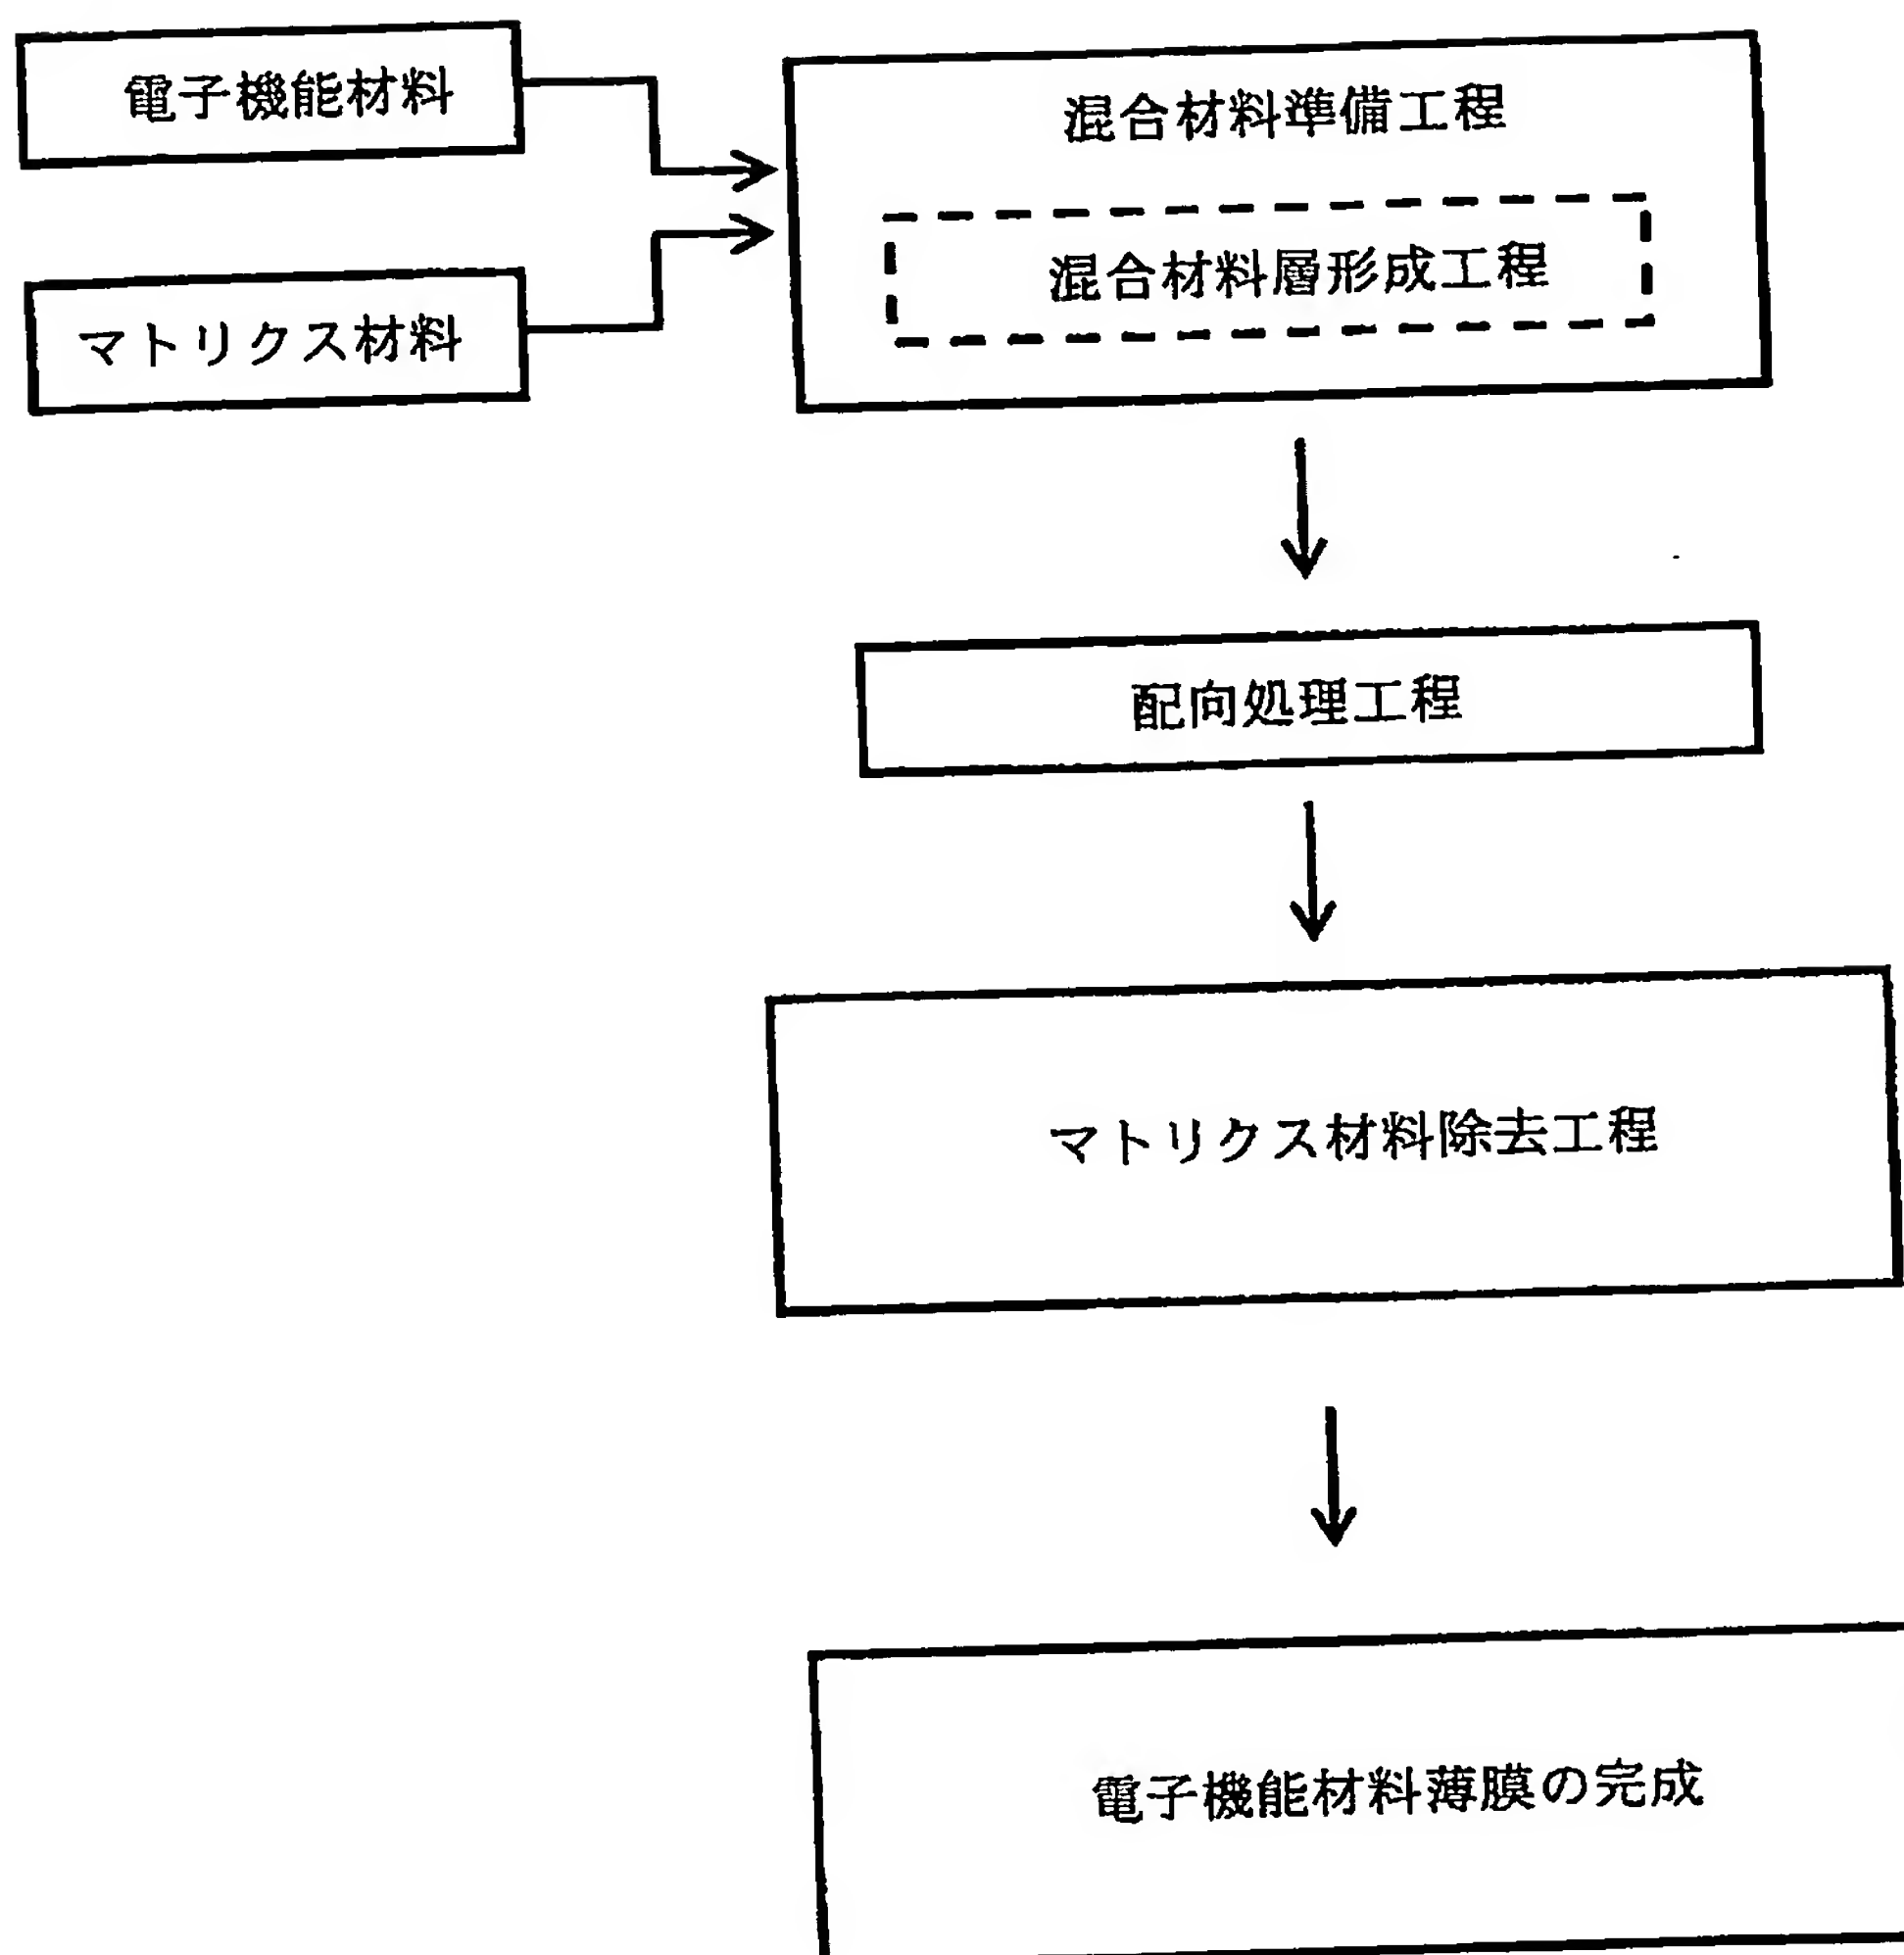 電子機能材料
マトリクス材料
混合材料準備工程
混合材料層形成工程
配向処理工程
マトリクス材料除去工程
電子機能材料薄膜の完成